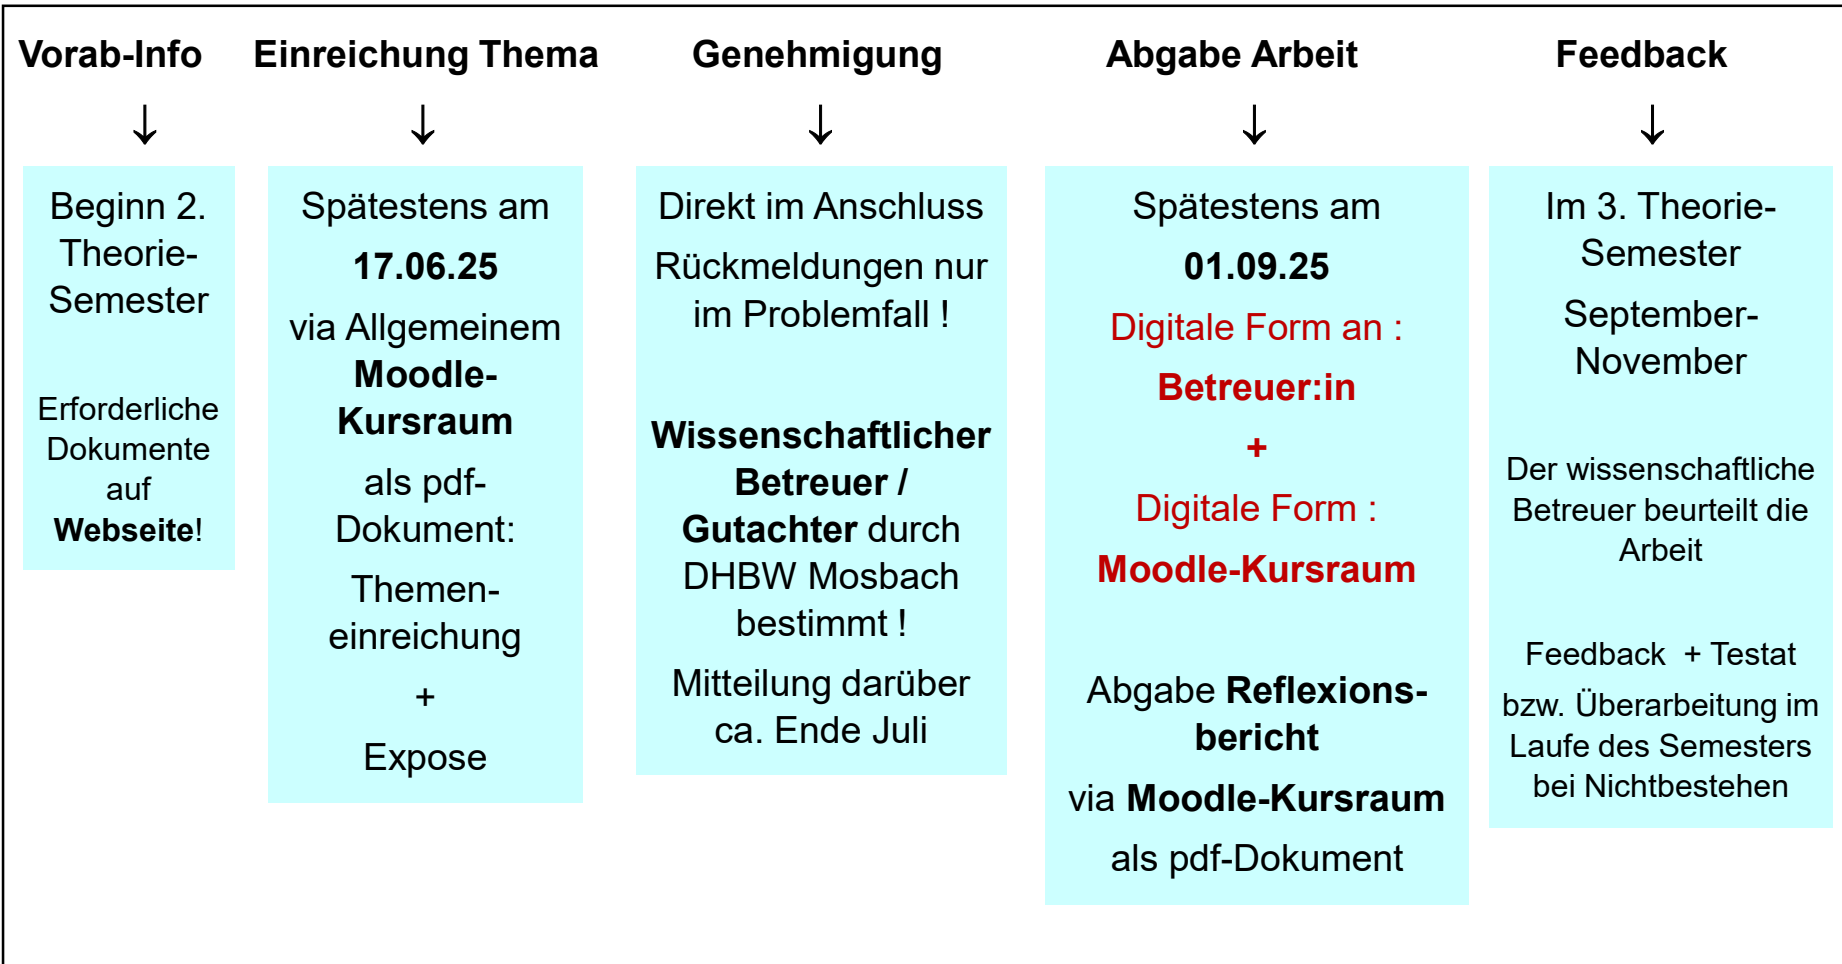 Vorab-Info
Einreichung Thema
Genehmigung
Abgabe Arbeit
Feedback
Beginn 2.
Theorie-
Semester
Erforderliche
Dokumente
auf
Webseite!
Spätestens am
17.06.25
via Allgemeinem
Moodle-
Kursraum
als pdf-
Dokument:
Themen-
einreichung
+
Expose
Direkt im Anschluss
Rückmeldungen nur
im Problemfall !
Wissenschaftlicher
Betreuer /
Gutachter durch
DHBW Mosbach
bestimmt !
Mitteilung darüber
ca. Ende Juli
Spätestens am
01.09.25
Digitale Form an :
Betreuer:in
+
Digitale Form :
Moodle-Kursraum
Abgabe Reflexions-
bericht
via Moodle-Kursraum
als pdf-Dokument
Im 3. Theorie-
Semester
September-
November
Der wissenschaftliche
Betreuer beurteilt die
Arbeit
Feedback + Testat
bzw. Überarbeitung im
Laufe des Semesters
bei Nichtbestehen